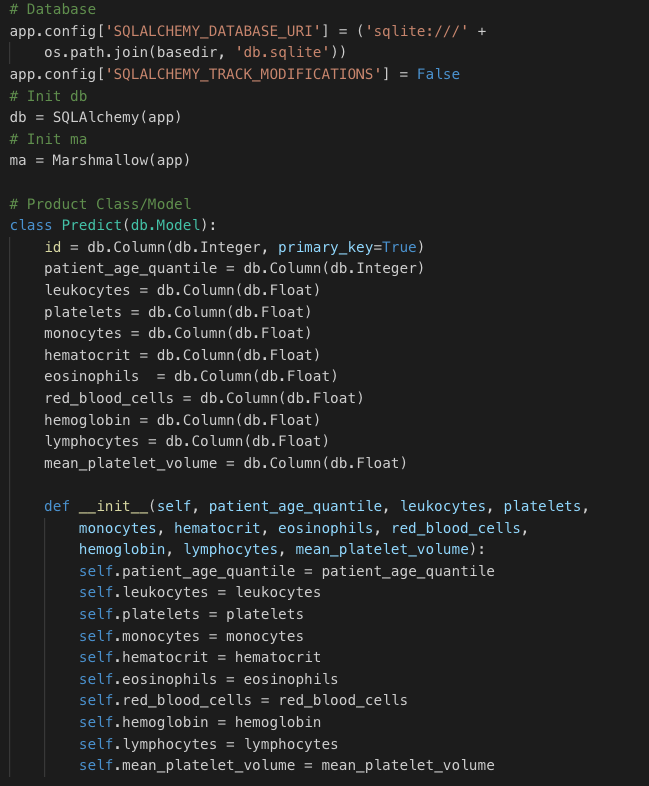 # Database
app.config['SQLALCHEMY_DATABASE_URI'] = ('sqlite:///' +
    os.path.join(basedir, 'db.sqlite'))
app.config['SQLALCHEMY_TRACK_MODIFICATIONS'] = False
# Init db
db = SQLAlchemy(app)
# Init ma
ma = Marshmallow(app)

# Product Class/Model
class Predict(db.Model):
    id = db.Column(db.Integer, primary_key=True)
    patient_age_quantile = db.Column(db.Integer)
    leukocytes = db.Column(db.Float)
    platelets = db.Column(db.Float)
    monocytes = db.Column(db.Float)
    hematocrit = db.Column(db.Float)
    eosinophils  = db.Column(db.Float)
    red_blood_cells = db.Column(db.Float)
    hemoglobin = db.Column(db.Float)
    lymphocytes = db.Column(db.Float)
    mean_platelet_volume = db.Column(db.Float)

    def __init__(self, patient_age_quantile, leukocytes, platelets,
        monocytes, hematocrit, eosinophils, red_blood_cells,
        hemoglobin, lymphocytes, mean_platelet_volume):
        self.patient_age_quantile = patient_age_quantile
        self.leukocytes = leukocytes
        self.platelets = platelets
        self.monocytes = monocytes
        self.hematocrit = hematocrit
        self.eosinophils = eosinophils
        self.red_blood_cells = red_blood_cells
        self.hemoglobin = hemoglobin
        self.lymphocytes = lymphocytes
        self.mean_platelet_volume = mean_platelet_volume